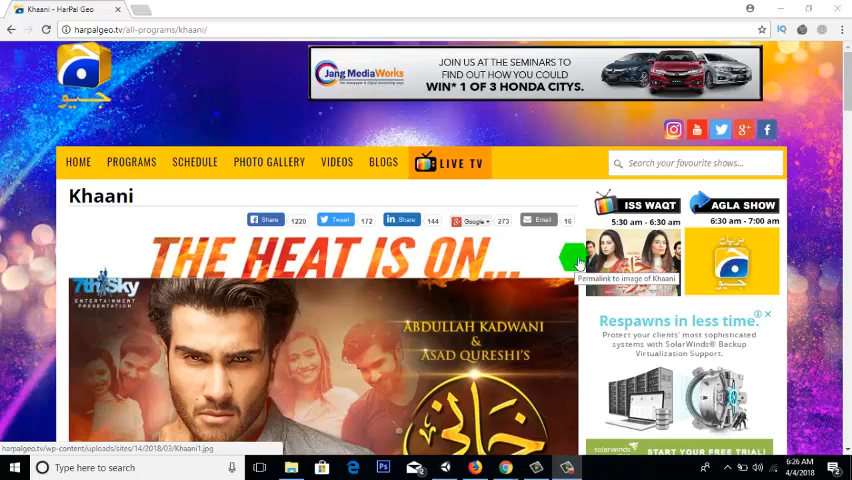 Khaani - HarPal Geo
harpalgeo.tv/all-programs/khaani/
جیو
Jang MediaWorks
JOIN US AT THE SEMINARS TO
FIND OUT HOW YOU COULD
WIN* 1 OF 3 HONDA CITYS.
HOME PROGRAMS SCHEDULE PHOTO GALLERY VIDEOS BLOGS LIVE TV
Search your favourite shows...
Khaani
Share 1220 Tweet 172 Share 144 Google + 273 Email 16
ISS WAQT AGLA SHOW
5:30 am - 6:30 am 6:30 am - 7:00 am
THE HEAT IS ON...
Permalink to image of Khaani
7th Sky
ENTERTAINMENT
PRESENTATION
ABDULLAH KADWANI
&
ASAD QURESHI'S
خانی
ہر پل
Respawns in less time.
Protect your clients' most sophisticated
systems with SolarWinds® Backup
Virtualization Support.
solarwinds
START YOUR FREE TRIAL!
harpalgeo.tv/wp-content/uploads/sites/14/2018/03/Khaani1.jpg
Type here to search
6:26 AM
4/4/2018